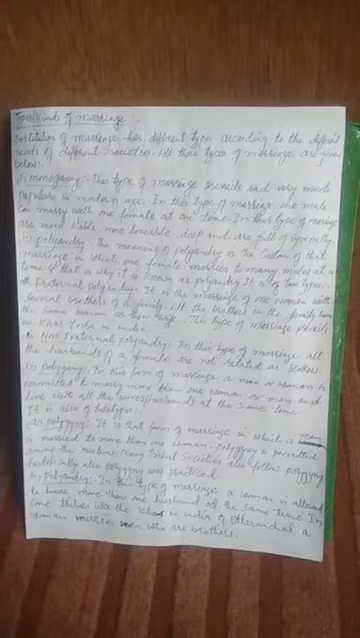 Types/Kind of marriage :-
Institution of marriage has different types according to the different
needs of different societies. All these types of marriage are given
below:-
monogamy:- This type of marriage prevails and very much
popular in modern age. In this type of marriage one male
can marry with one female at one time. In this type of marriage
are more stable, more durable, deep and are full of sympathy.
polyandry:- the meaning of polyandry is the custom of that
marriage in which one female marries to many males at a
time & that is why it is known as polyandry. It is of two types:-
Fraternal polyandry: It is the marriage of one woman with
several brothers of a family. All the brothers in the family have
the same woman as their wife. This type of marriage prevails
in Khas tribe in india.
Non Fraternal polyandry: In this type of marriage all
the husbands of a female are not related as brothers
polygamy: In this form of marriage a man or woman is
permitted to marry more than one woman or man and
live with all the wives/husbands at the same time.
It is also of two types:-
It is that form of marriage in which a man
is married to more than one woman. polygyny is permitted
among the muslims. many tribal societies also follow polygyny
historically also polygyny was practiced
polyandry: In this type of marriage a woman is allowed
to have more than one husband at the same time. In
some tribes like the Khas in india of Uttaranchal a
woman marries men who are brothers.